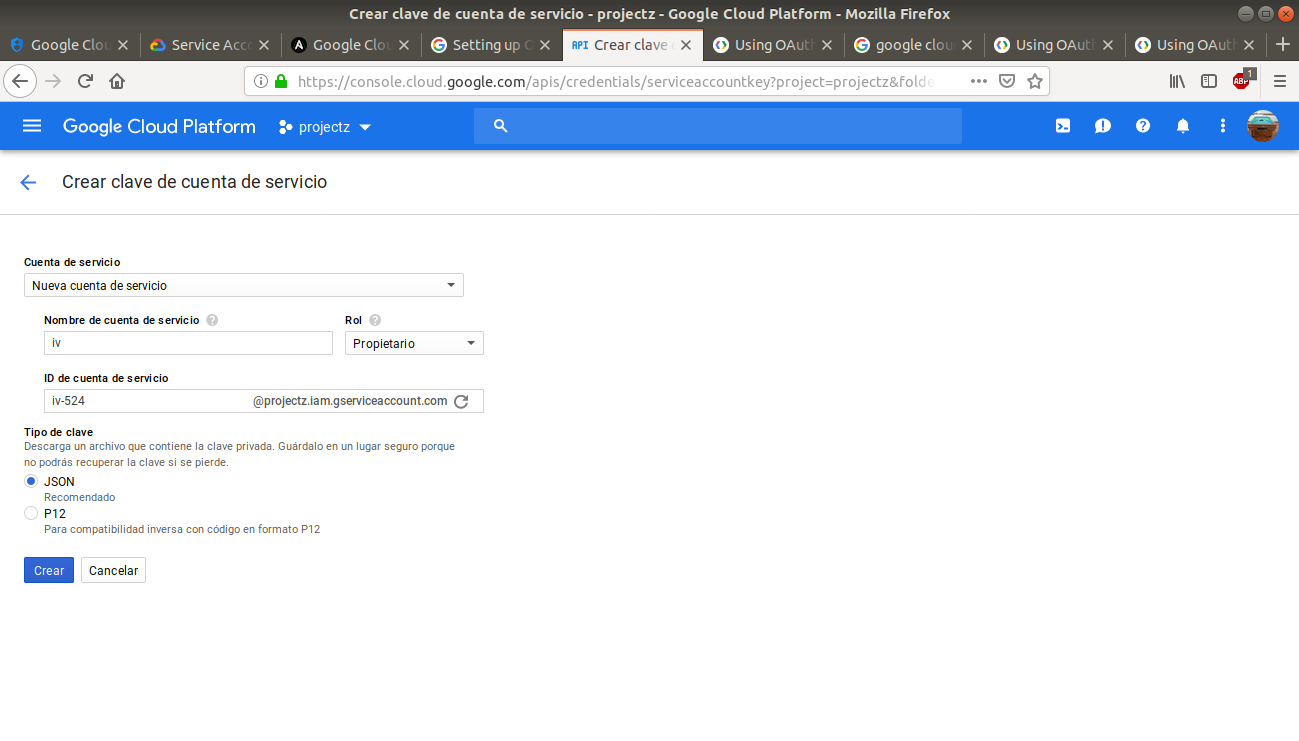 Crear clave de cuenta de servicio - projectz - Google Cloud Platform - Mozilla Firefox
Google Clou Service Acco Google Clou Setting up O API Crear clave d Using OAuth google clou Using OAuth Using OAuth
https://console.cloud.google.com/apis/credentials/serviceaccountkey?project=projectz&folde ABP 1
Google Cloud Platform projectz
Crear clave de cuenta de servicio
Cuenta de servicio
Nueva cuenta de servicio
Nombre de cuenta de servicio Rol
iv Propietario
ID de cuenta de servicio
iv-524 @projectz.iam.gserviceaccount.com
Tipo de clave
Descarga un archivo que contiene la clave privada. Guárdalo en un lugar seguro porque
no podrás recuperar la clave si se pierde.
JSON
Recomendado
P12
Para compatibilidad inversa con código en formato P12
Crear Cancelar